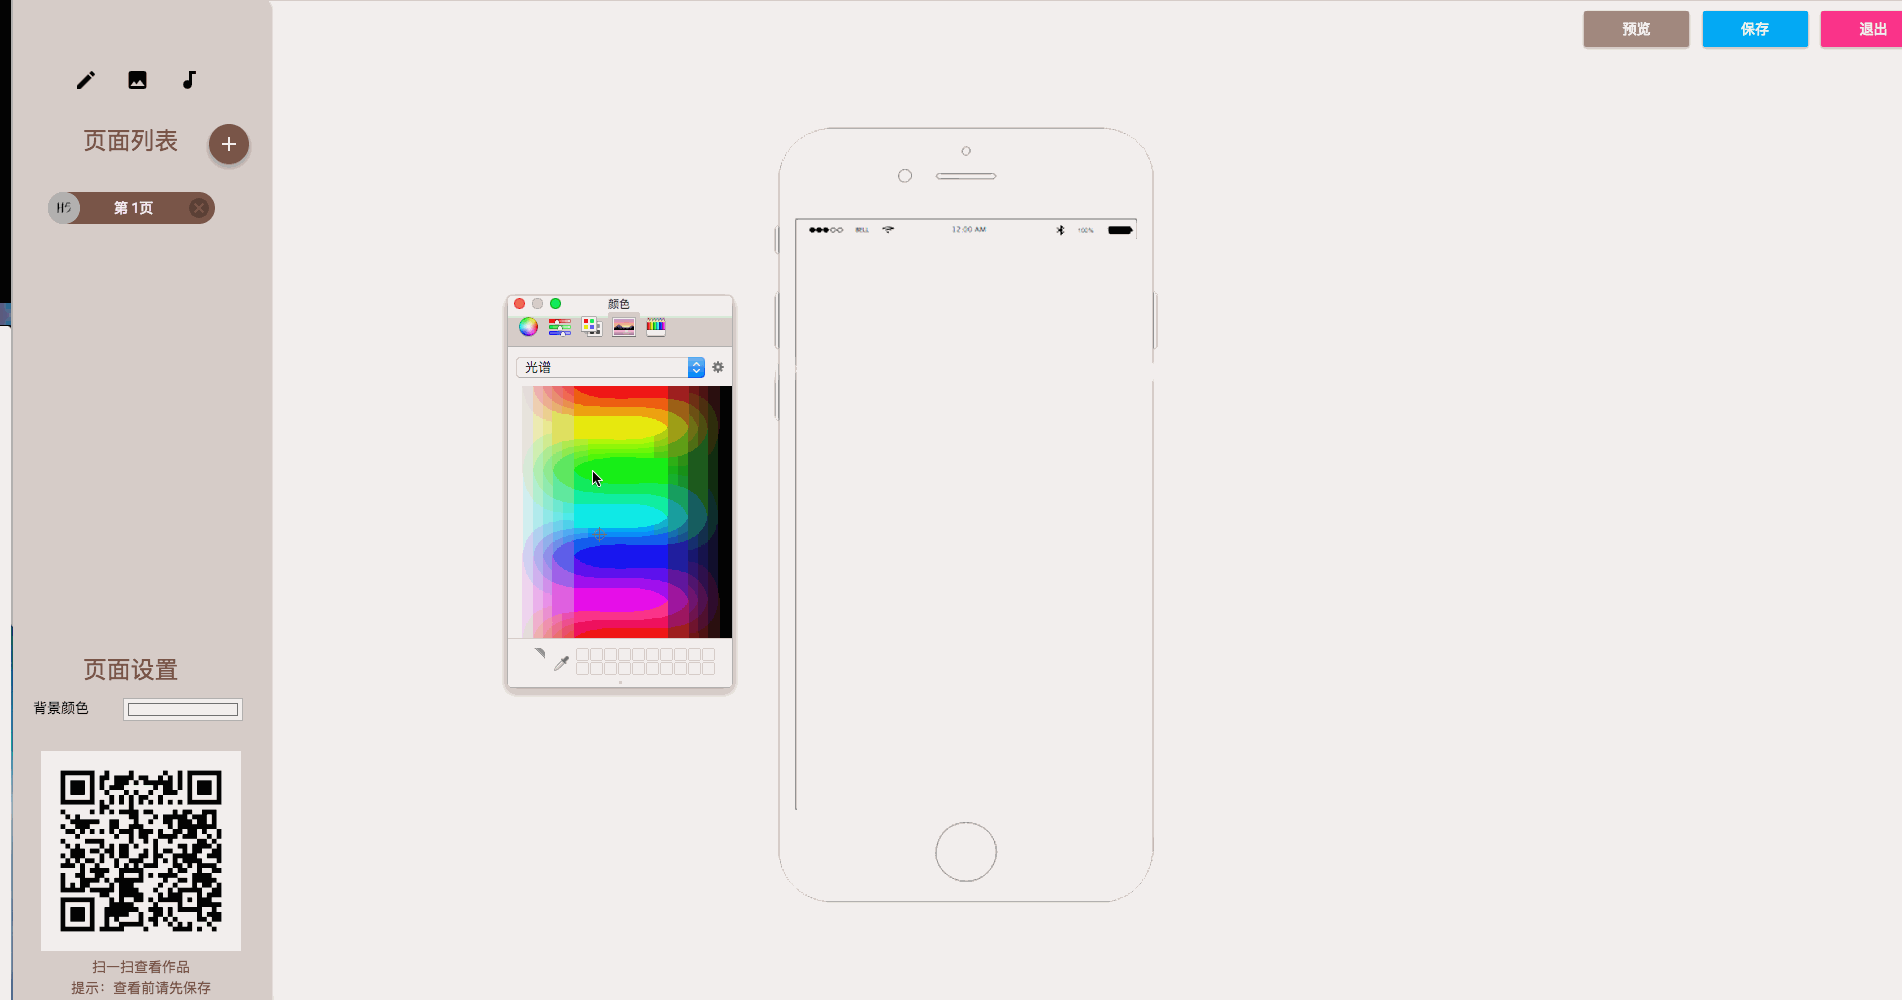 预览
保存
退出
页面列表
+
H5
第 1页
BELL
12:00 AM
100%
颜色
光谱
页面设置
背景颜色
扫一扫查看作品
提示：查看前请先保存